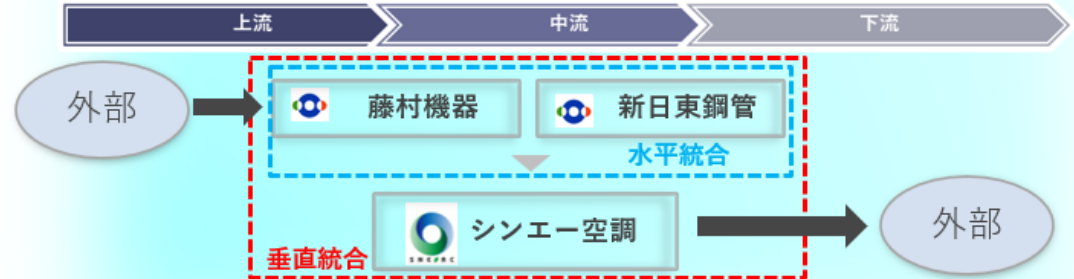 上流
中流
下流
外部
藤村機器
新日東鋼管
水平統合
シンエー空調
外部
垂直統合